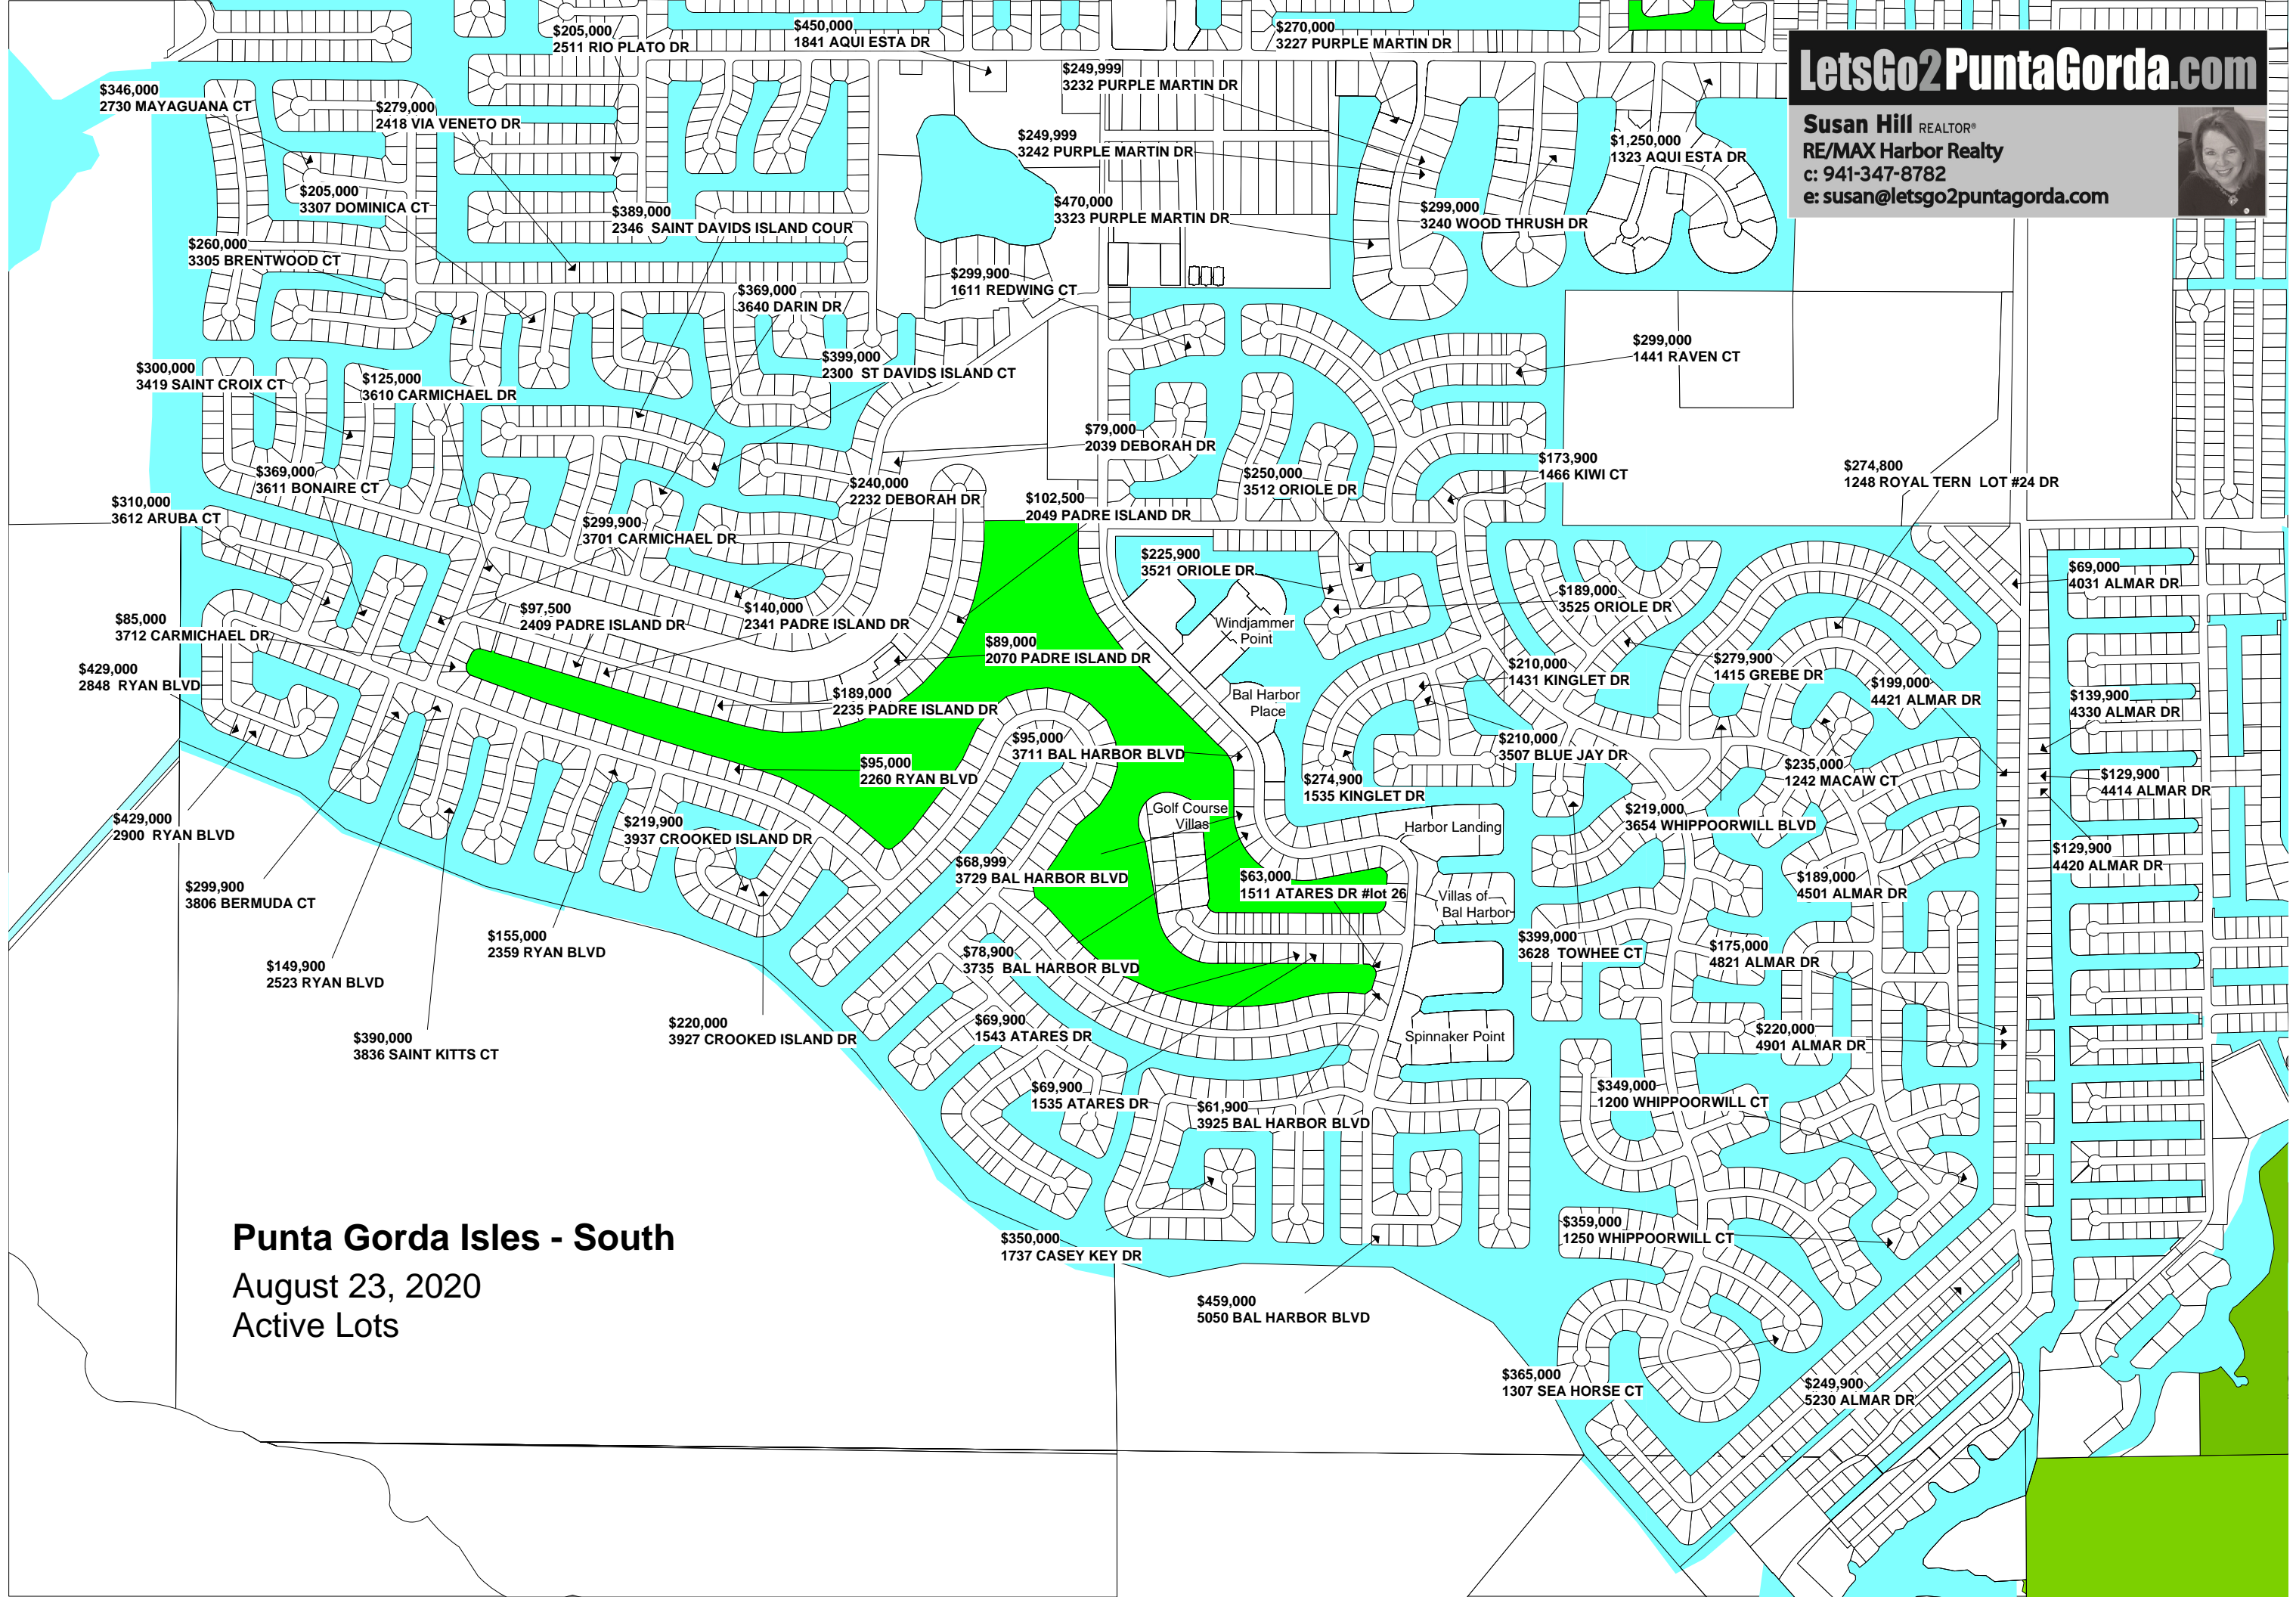 $205,000
2511 RIO PLATO DR
$450,000
1841 AQUI ESTA DR
$270,000
3227 PURPLE MARTIN DR
LetsGo2PuntaGorda.com
Susan Hill REALTOR®
RE/MAX Harbor Realty
c: 941-347-8782
e: susan@letsgo2puntagorda.com
$346,000
2730 MAYAGUANA CT
$279,000
2418 VIA VENETO DR
$249,999
3232 PURPLE MARTIN DR
$249,999
3242 PURPLE MARTIN DR
$1,250,000
1323 AQUI ESTA DR
$205,000
3307 DOMINICA CT
$389,000
2346 SAINT DAVIDS ISLAND COUR
$470,000
3323 PURPLE MARTIN DR
$299,000
3240 WOOD THRUSH DR
$260,000
3305 BRENTWOOD CT
$369,000
3640 DARIN DR
$299,900
1611 REDWING CT
$299,000
1441 RAVEN CT
$300,000
3419 SAINT CROIX CT
$125,000
3610 CARMICHAEL DR
$399,000
2300 ST DAVIDS ISLAND CT
$79,000
2039 DEBORAH DR
$369,000
3611 BONAIRE CT
$240,000
2232 DEBORAH DR
$250,000
3512 ORIOLE DR
$173,900
1466 KIWI CT
$274,800
1248 ROYAL TERN LOT #24 DR
$310,000
3612 ARUBA CT
$299,900
3701 CARMICHAEL DR
$102,500
2049 PADRE ISLAND DR
$225,900
3521 ORIOLE DR
$69,000
4031 ALMAR DR
$85,000
3712 CARMICHAEL DR
$97,500
2409 PADRE ISLAND DR
$140,000
2341 PADRE ISLAND DR
Windjammer
Point
$189,000
3525 ORIOLE DR
$429,000
2848 RYAN BLVD
$89,000
2070 PADRE ISLAND DR
$210,000
1431 KINGLET DR
$279,900
1415 GREBE DR
$199,000
4421 ALMAR DR
$189,000
2235 PADRE ISLAND DR
Bal Harbor
Place
$139,900
4330 ALMAR DR
$95,000
3711 BAL HARBOR BLVD
$210,000
3507 BLUE JAY DR
$95,000
2260 RYAN BLVD
$274,900
1535 KINGLET DR
$235,000
1242 MACAW CT
$129,900
4414 ALMAR DR
$429,000
2900 RYAN BLVD
$219,900
3937 CROOKED ISLAND DR
Golf Course
Villas
Harbor Landing
$219,000
3654 WHIPPOORWILL BLVD
$129,900
4420 ALMAR DR
$299,900
3806 BERMUDA CT
$68,999
3729 BAL HARBOR BLVD
$63,000
1511 ATARES DR #lot 26
Villas of
Bal Harbor
$189,000
4501 ALMAR DR
$155,000
2359 RYAN BLVD
$78,900
3735 BAL HARBOR BLVD
$399,000
3628 TOWHEE CT
$175,000
4821 ALMAR DR
$149,900
2523 RYAN BLVD
$390,000
3836 SAINT KITTS CT
$220,000
3927 CROOKED ISLAND DR
$69,900
1543 ATARES DR
Spinnaker Point
$220,000
4901 ALMAR DR
$69,900
1535 ATARES DR
$61,900
3925 BAL HARBOR BLVD
$349,000
1200 WHIPPOORWILL CT
Punta Gorda Isles - South
August 23, 2020
Active Lots
$350,000
1737 CASEY KEY DR
$359,000
1250 WHIPPOORWILL CT
$459,000
5050 BAL HARBOR BLVD
$365,000
1307 SEA HORSE CT
$249,900
5230 ALMAR DR